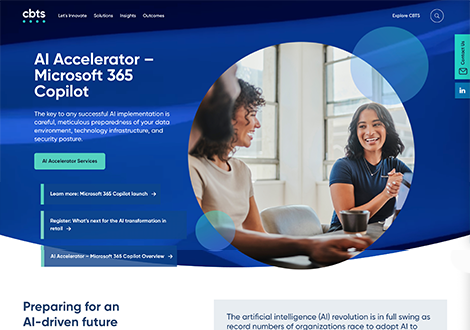 cbts
Let's Innovate
Solutions
Insights
Outcomes
Explore CBTS
Contact Us
in
AI Accelerator –
Microsoft 365
Copilot
The key to any successful AI implementation is
careful, meticulous preparedness of your data
environment, technology infrastructure, and
security posture.
AI Accelerator Services
Learn more: Microsoft 365 Copilot launch →
Register: What's next for the AI transformation in
retail →
AI Accelerator – Microsoft 365 Copilot Overview →
Preparing for an
AI-driven future
The artificial intelligence (AI) revolution is in full swing as
record numbers of organizations race to adopt AI to